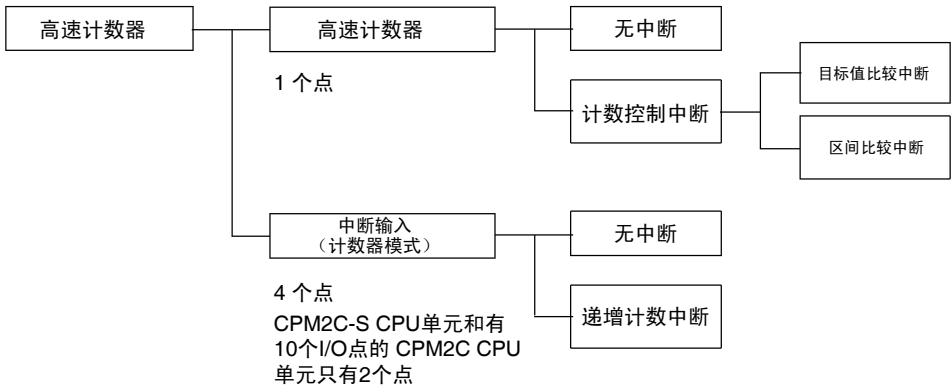 高速计数器
高速计数器
1 个点
无中断
计数控制中断
目标值比较中断
区间比较中断
中断输入
（计数器模式）
4 个点
CPM2C-S CPU单元和有
10个I/O点的 CPM2C CPU
单元只有2个点
无中断
递增计数中断